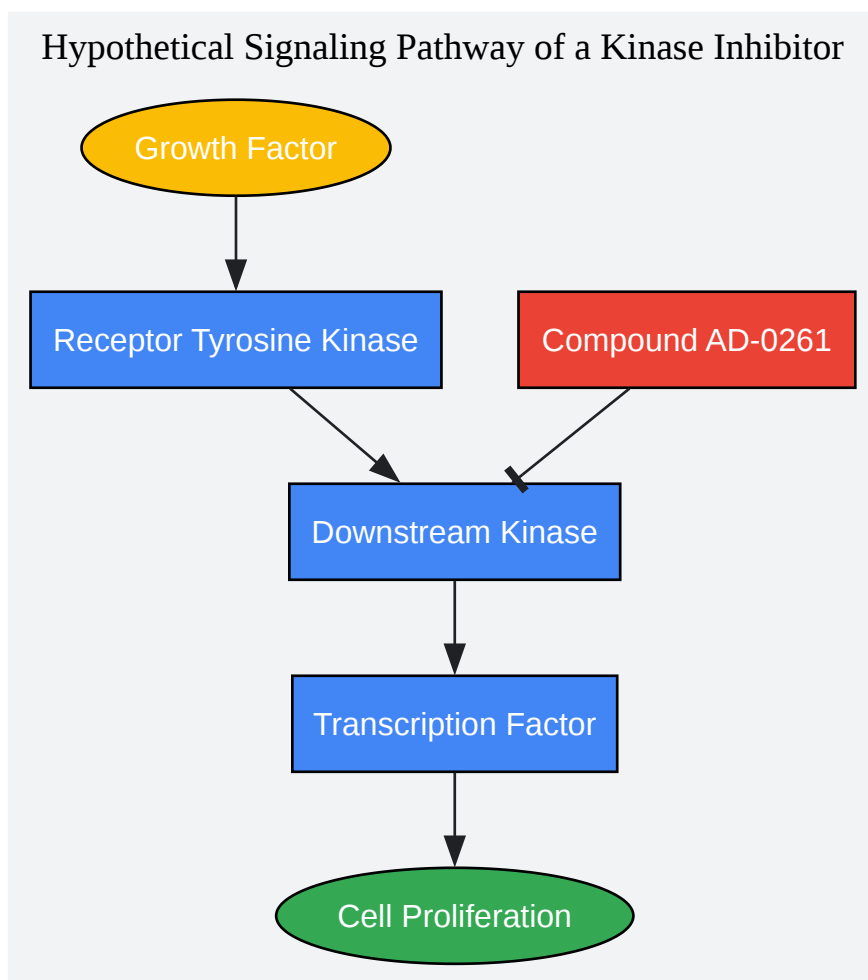 Hypothetical Signaling Pathway of a Kinase Inhibitor
Growth Factor
Receptor Tyrosine Kinase
Compound AD-0261
Downstream Kinase
Transcription Factor
Cell Proliferation